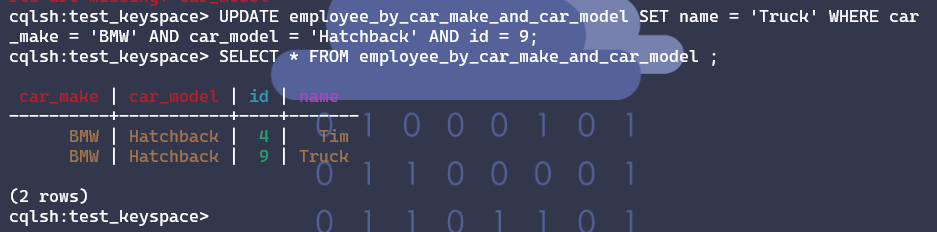 cqlsh:test_keyspace> UPDATE employee_by_car_make_and_car_model SET name = 'Truck' WHERE car
_make = 'BMW' AND car_model = 'Hatchback' AND id = 9;
cqlsh:test_keyspace> SELECT * FROM employee_by_car_make_and_car_model ;
 car_make | car_model | id | name
----------+-----------+----+-------
      BMW | Hatchback |  4 |   Tim
      BMW | Hatchback |  9 | Truck
(2 rows)
cqlsh:test_keyspace>
0 1 0 0 0 1 0 1
0 1 1 0 0 0 0 1
0 1 1 0 1 1 0 1